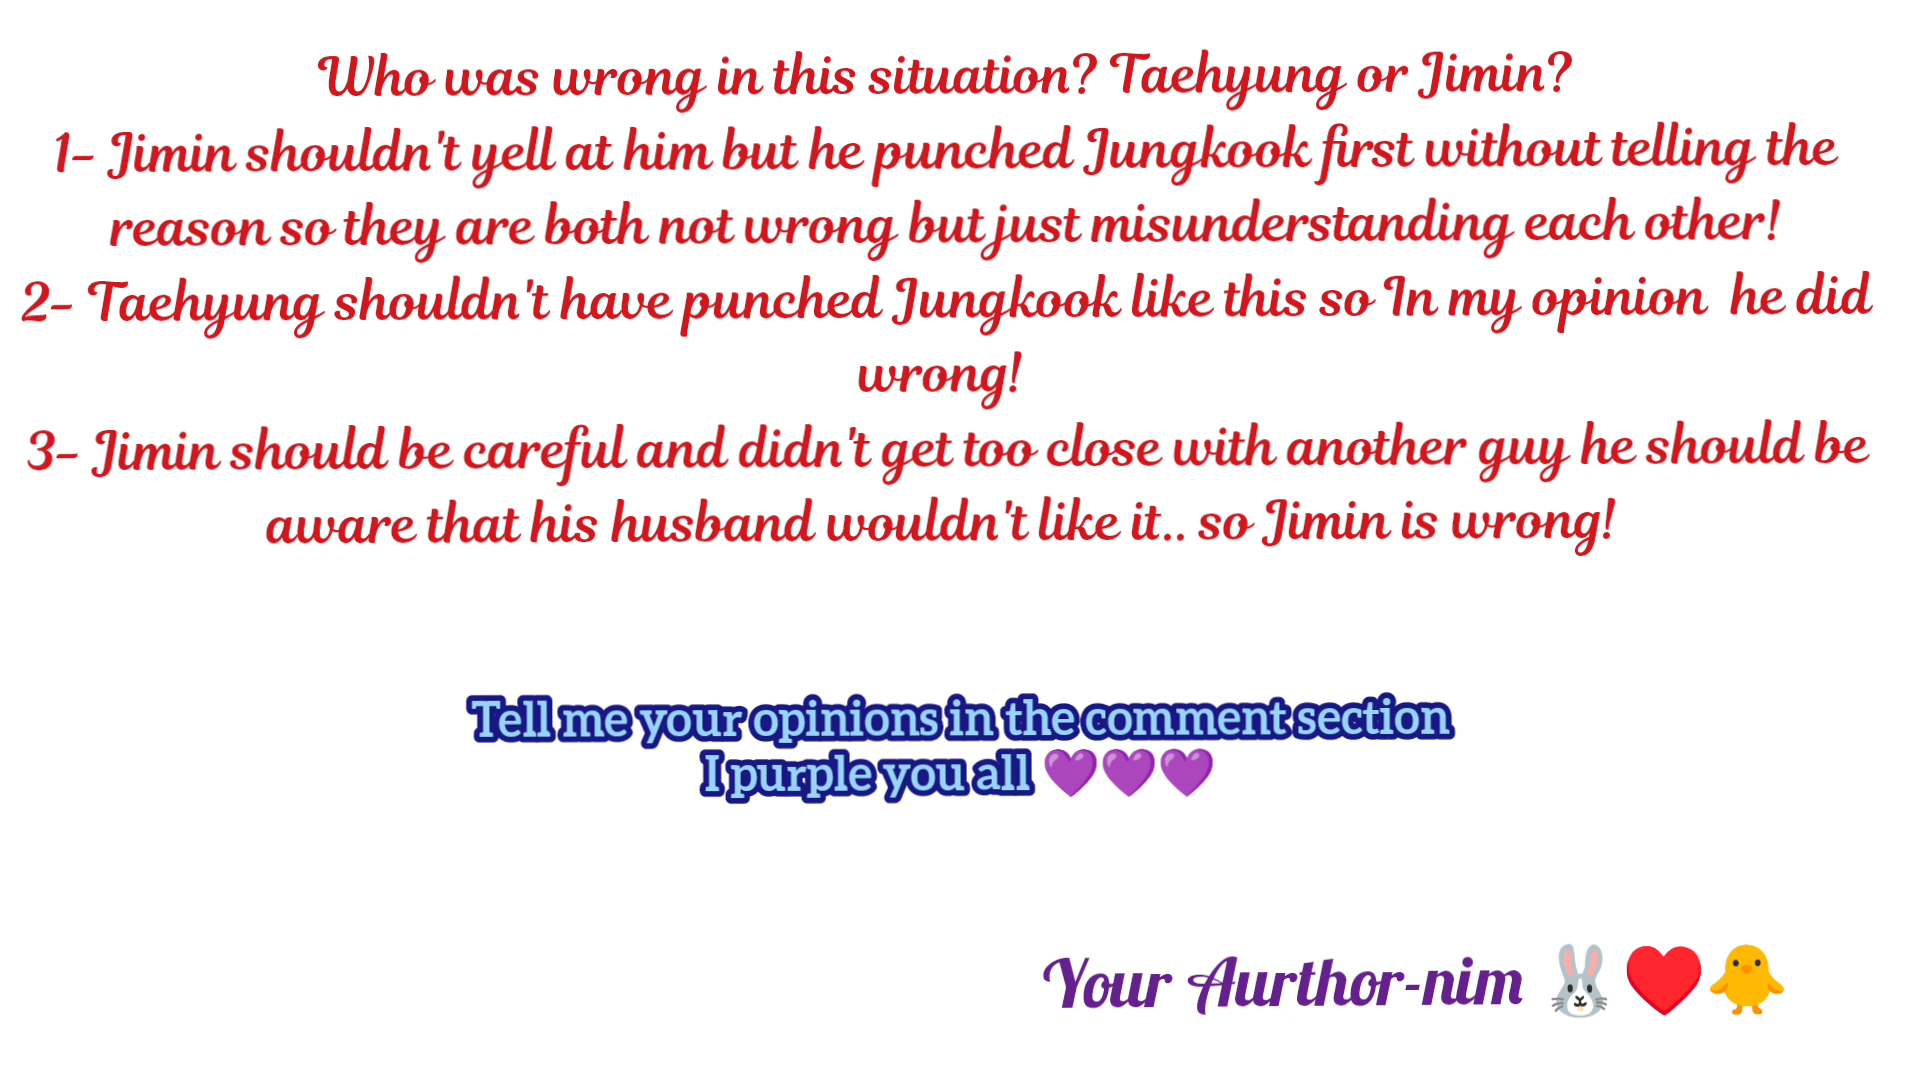 Who was wrong in this situation? Taehyung or Jimin?
1- Jimin shouldn't yell at him but he punched Jungkook first without telling the
reason so they are both not wrong but just misunderstanding each other!
2- Taehyung shouldn't have punched Jungkook like this so In my opinion he did
wrong!
3- Jimin should be careful and didn't get too close with another guy he should be
aware that his husband wouldn't like it.. so Jimin is wrong!
Tell me your opinions in the comment section
I purple you all 💜💜💜
Your Aurthor-nim 🐰❤️🐥